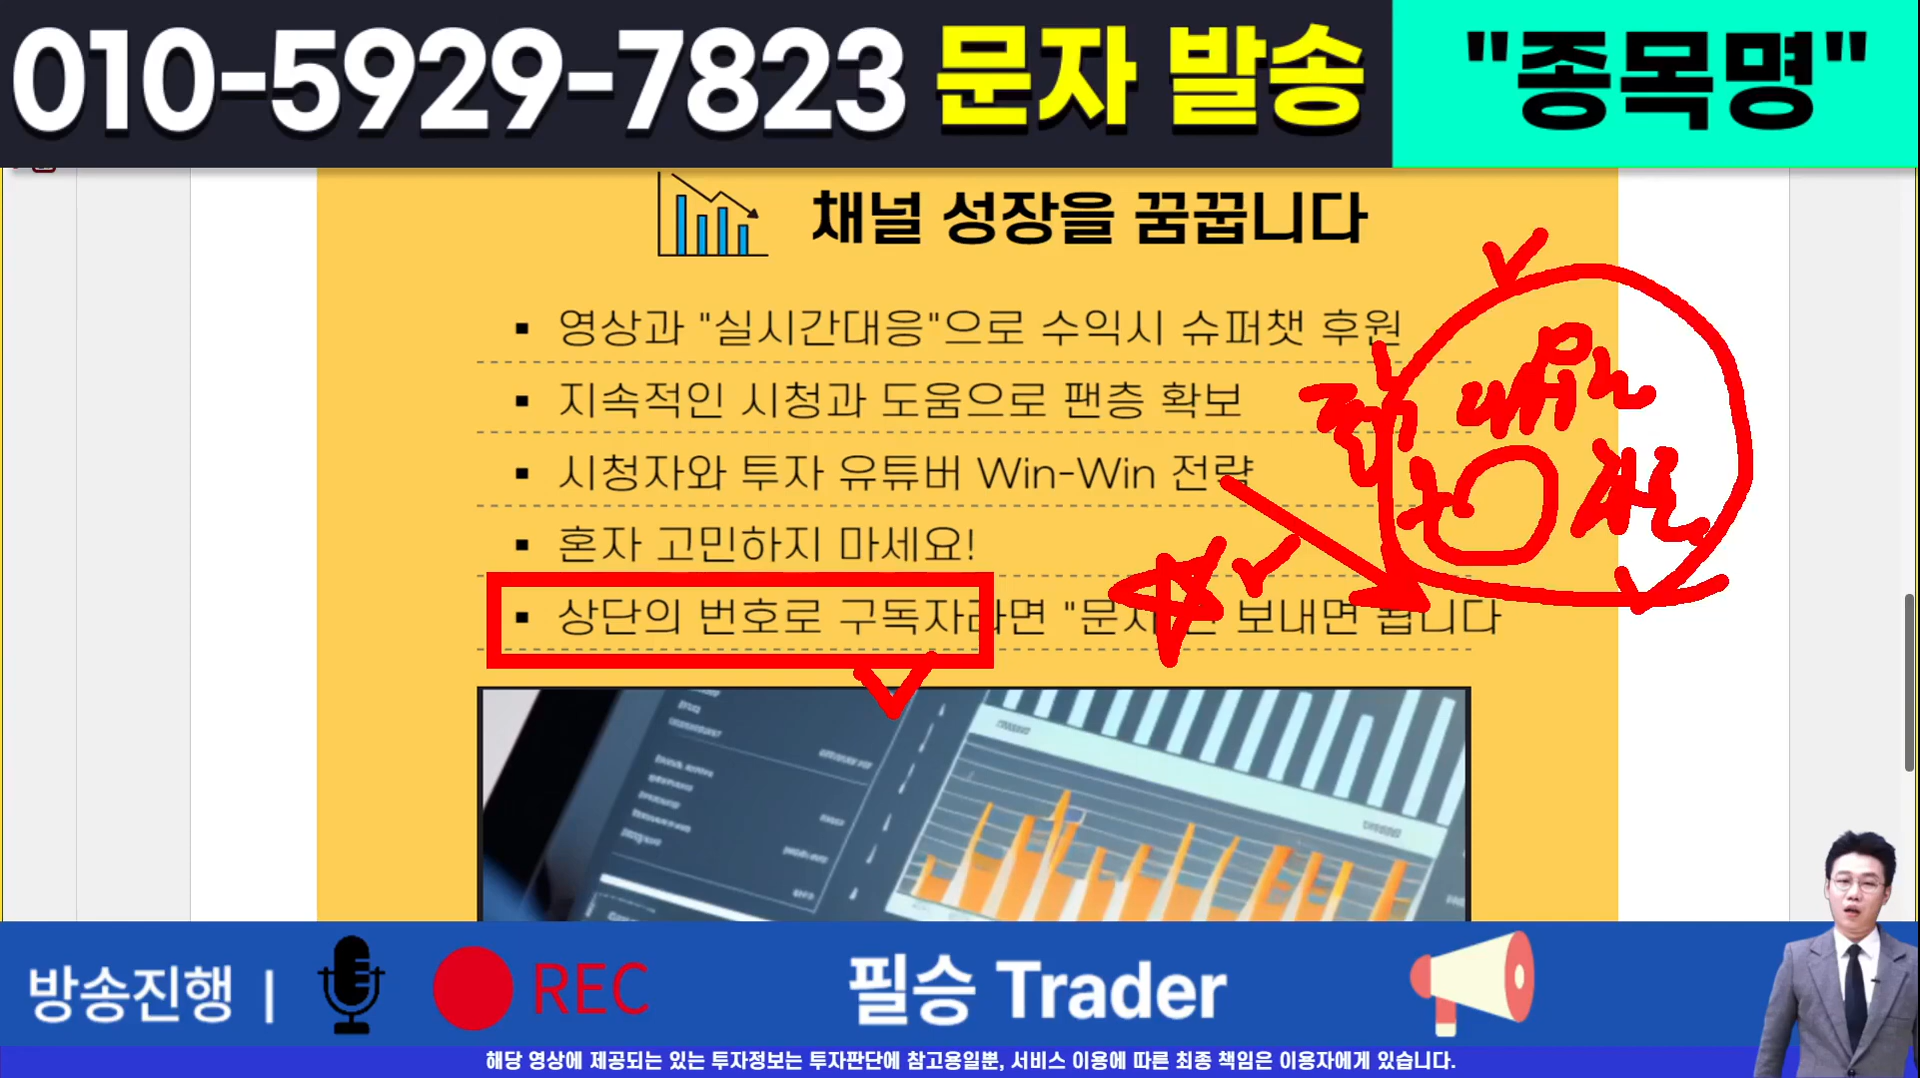 010-5929-7823 문자 발송 "종목명"
채널 성장을 꿈꿉니다
▪ 영상과 "실시간대응"으로 수익시 슈퍼챗 후원
▪ 지속적인 시청과 도움으로 팬층 확보
▪ 시청자와 투자 유튜버 Win-Win 전략
▪ 혼자 고민하지 마세요!
▪ 상단의 번호로 구독자라면 "문자" 보내면 됩니다
방송진행 | REC 필승 Trader
해당 영상에 제공되는 있는 투자정보는 투자판단에 참고용일뿐, 서비스 이용에 따른 최종 책임은 이용자에게 있습니다.